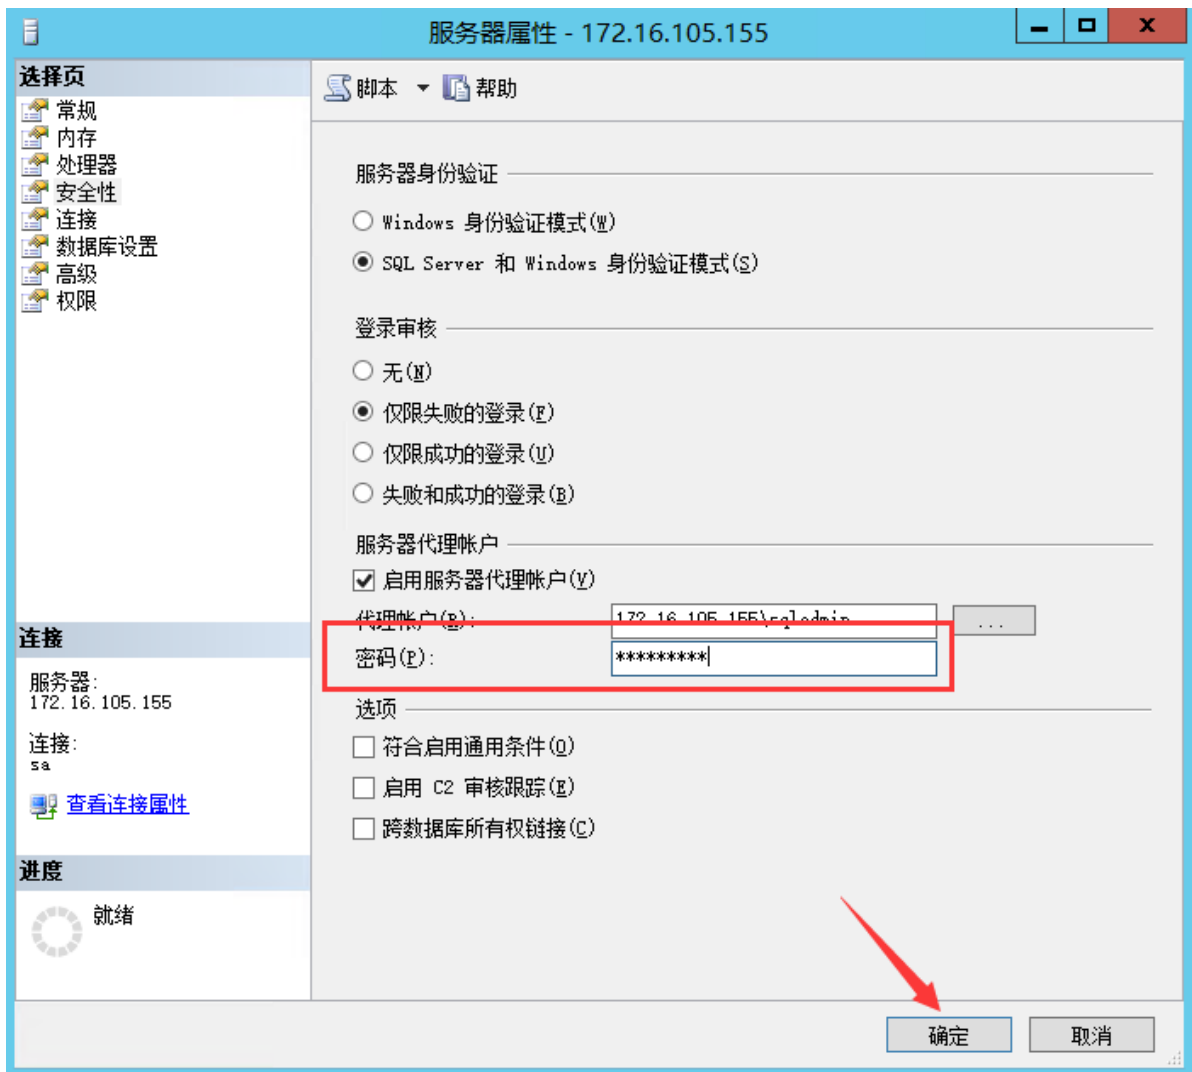 服务器属性 - 172.16.105.155
选择页
常规
内存
处理器
安全性
连接
数据库设置
高级
权限
脚本
帮助
服务器身份验证
Windows 身份验证模式(W)
SQL Server 和 Windows 身份验证模式(S)
登录审核
无(N)
仅限失败的登录(F)
仅限成功的登录(U)
失败和成功的登录(B)
服务器代理帐户
启用服务器代理帐户(V)
代理帐户(R):
172.16.105.155\sqladmin
...
密码(P):
*********
选项
符合启用通用条件(O)
启用 C2 审核跟踪(E)
跨数据库所有权链接(C)
连接
服务器:
172.16.105.155
连接:
sa
查看连接属性
进度
就绪
确定
取消